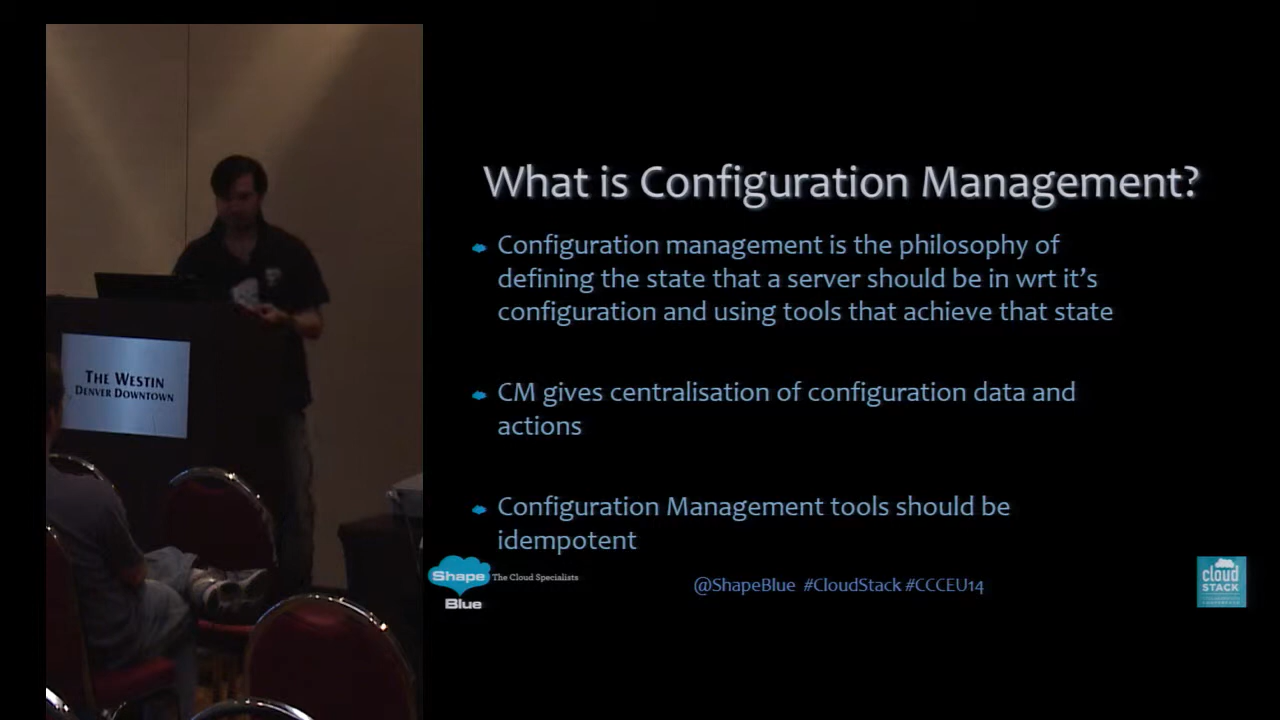 What is Configuration Management?
Configuration management is the philosophy of
defining the state that a server should be in wrt it’s
configuration and using tools that achieve that state
CM gives centralisation of configuration data and
actions
Configuration Management tools should be
idempotent
THE WESTIN
DENVER DOWNTOWN
Shape
Blue
The Cloud Specialists
@ShapeBlue #CloudStack #CCCEU14
cloud
STACK